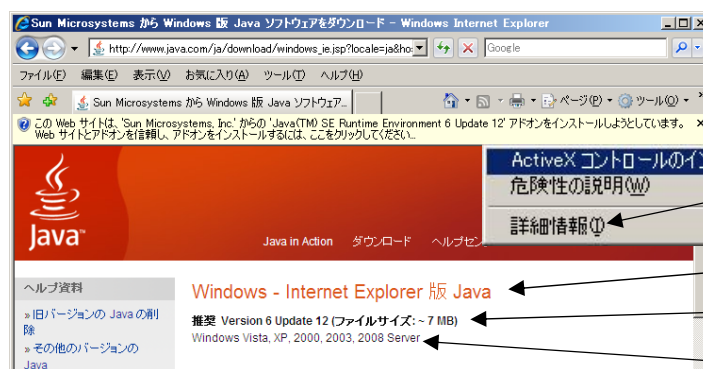 Sun Microsystems から Windows 版 Java ソフトウェアをダウンロード - Windows Internet Explorer
http://www.java.com/ja/download/windows_ie.jsp?locale=ja&ho
Google
ファイル(F) 編集(E) 表示(V) お気に入り(A) ツール(T) ヘルプ(H)
Sun Microsystems から Windows 版 Java ソフトウェア... ページ(P) ツール(O)
この Web サイトは、'Sun Microsystems, Inc.' からの 'Java(TM) SE Runtime Environment 6 Update 12' アドオンをインストールしようとしています。
Web サイトとアドオンを信頼し、アドオンをインストールするには、ここをクリックしてください...
ActiveX コントロールのイ
危険性の説明(W)
詳細情報(I)
Java
Java in Action ダウンロード ヘルプセン
ヘルプ資料
Windows - Internet Explorer 版 Java
» 旧バージョンの Java の削
除
推奨 Version 6 Update 12 (ファイルサイズ: ~ 7 MB)
Windows Vista, XP, 2000, 2003, 2008 Server
» その他のバージョンの
Java